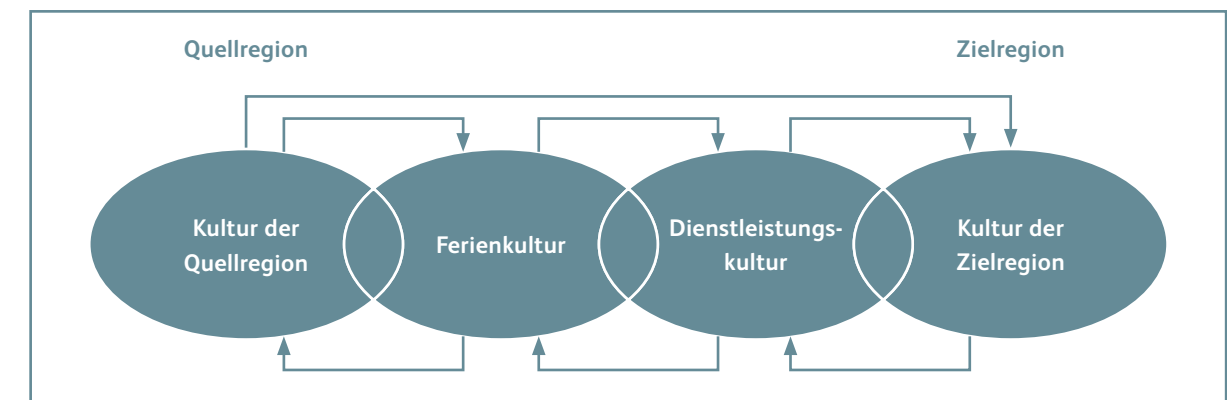 Quellregion
Zielregion
Kultur der
Quellregion
Ferienkultur
Dienstleistungs-
kultur
Kultur der
Zielregion